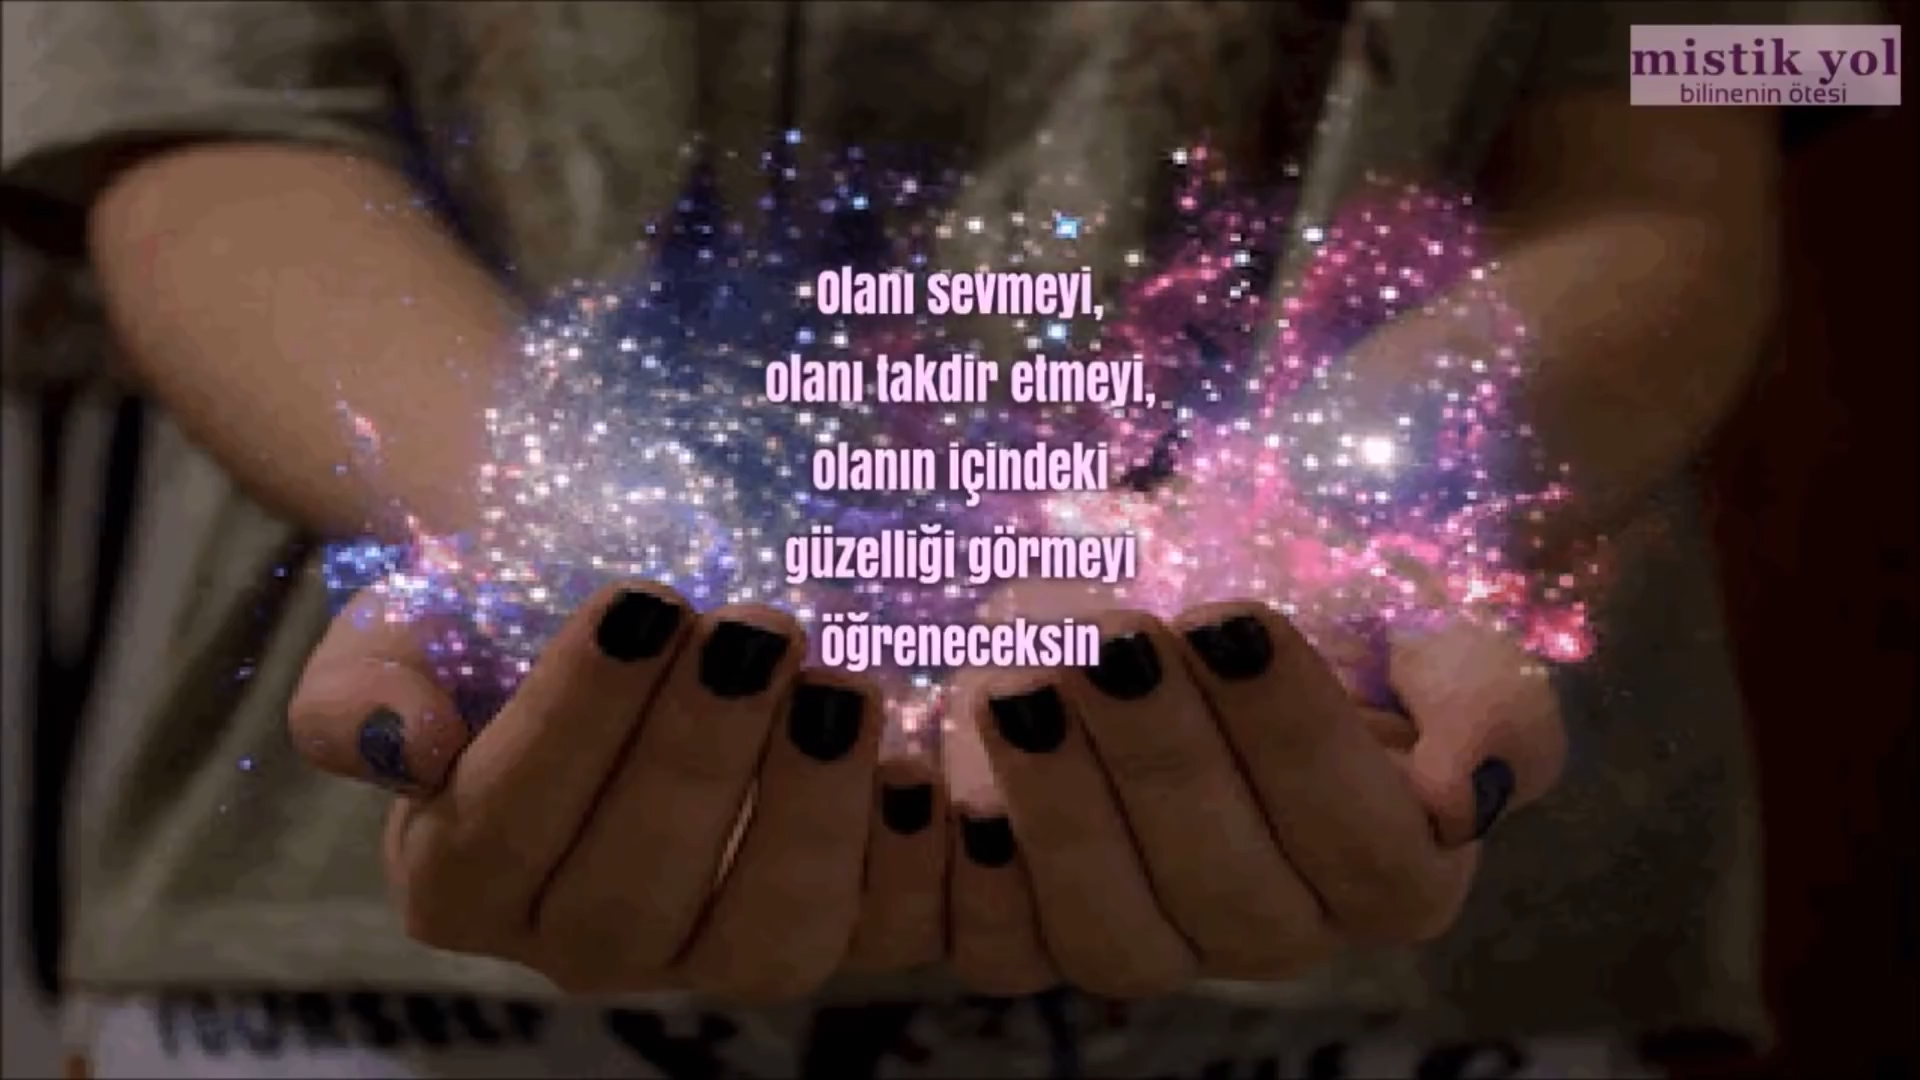 mistik yol
bilinenin ötesi
Olanı sevmeyi,
olanı takdir etmeyi,
olanın içindeki
güzelliği görmeyi
öğreneceksin